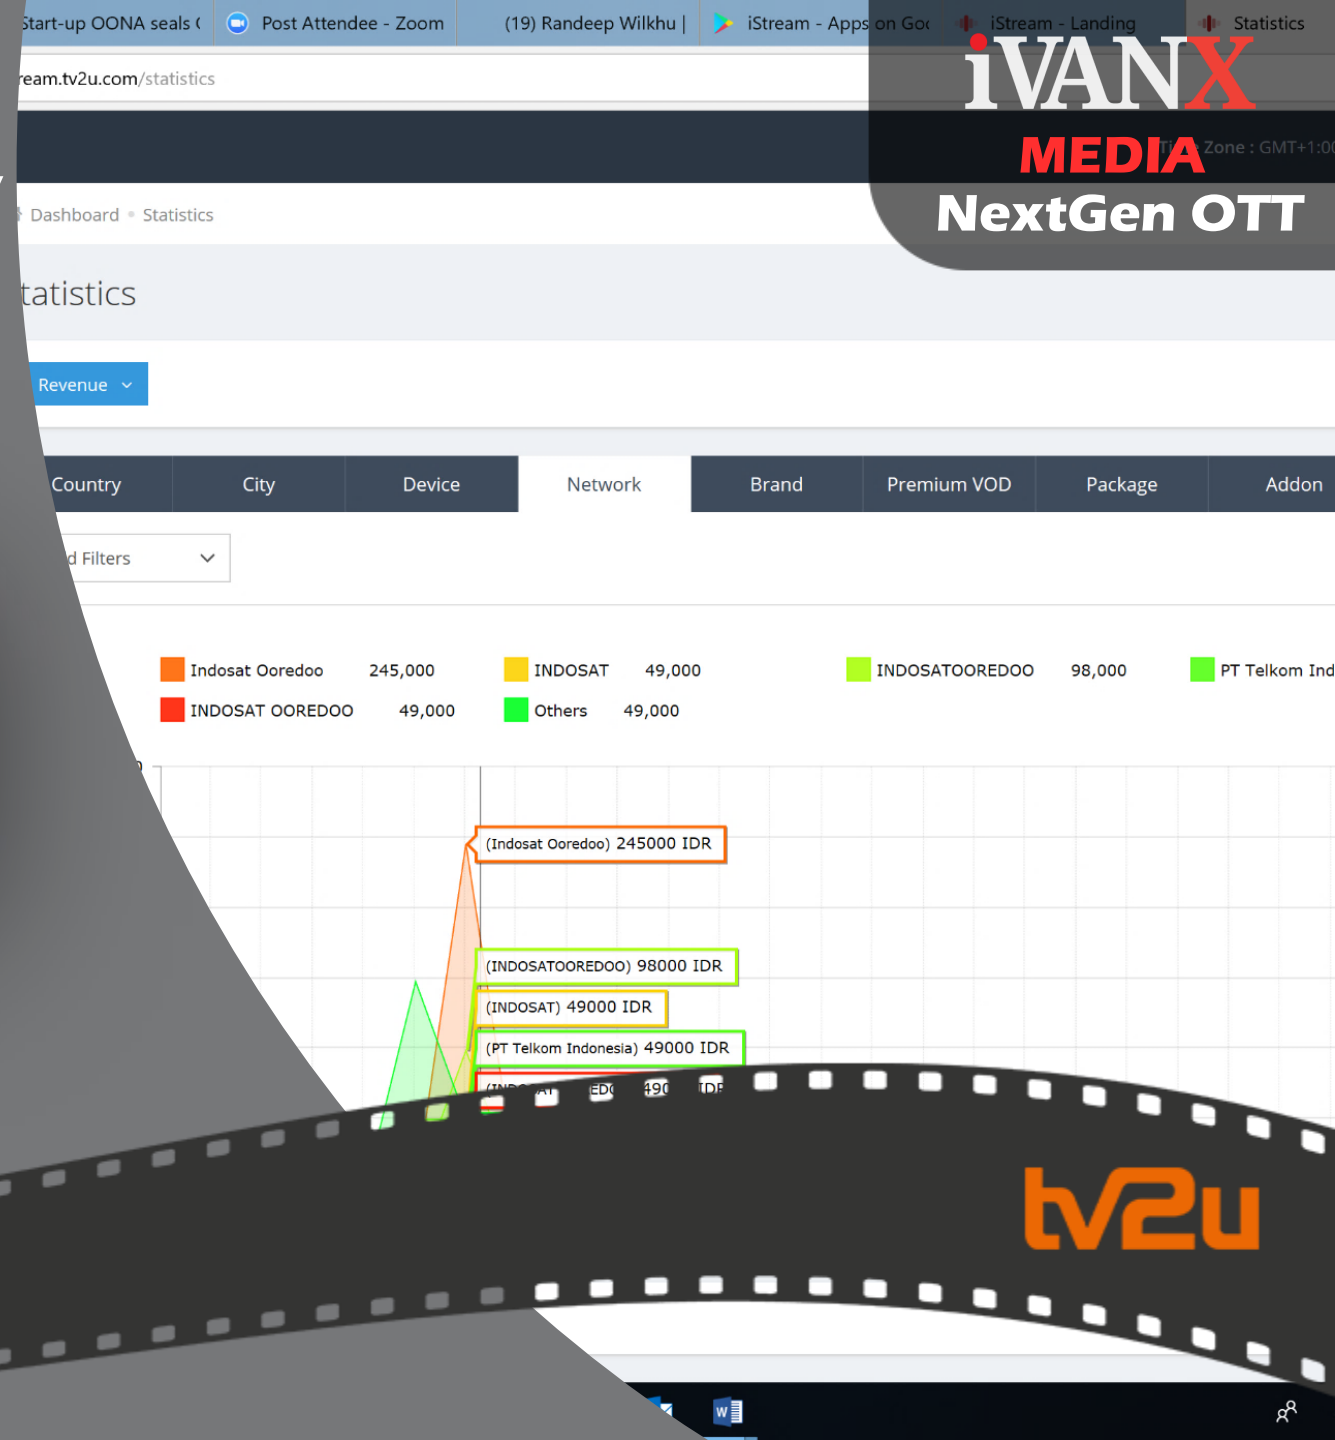 Start-up OONA seals
Post Attendee - Zoom
(19) Randeep Wilkhu |
iStream - Apps on Goo
iStream - Landing
Statistics
ream.tv2u.com/statistics
iVANX
MEDIA
NextGen OTT
Time Zone : GMT+1:00
Dashboard • Statistics
tatistics
Revenue
Country City Device Network Brand Premium VOD Package Addon
d Filters
Indosat Ooredoo 245,000 INDOSAT 49,000 INDOSATOOREDOO 98,000 PT Telkom Ind
INDOSAT OOREDOO 49,000 Others 49,000
(Indosat Ooredoo) 245000 IDR
(INDOSATOOREDOO) 98000 IDR
(INDOSAT) 49000 IDR
(PT Telkom Indonesia) 49000 IDR
tv2u